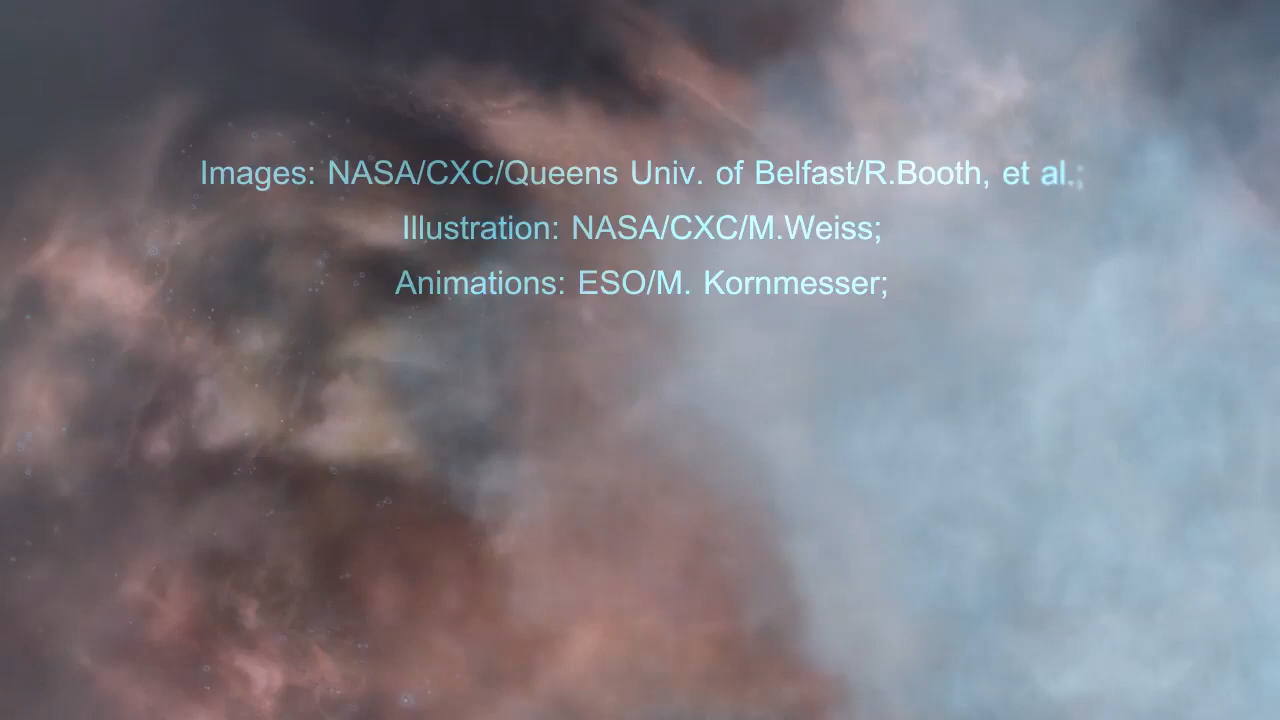 Images: NASA/CXC/Queens Univ. of Belfast/R.Booth, et al.;
Illustration: NASA/CXC/M.Weiss;
Animations: ESO/M. Kornmesser;